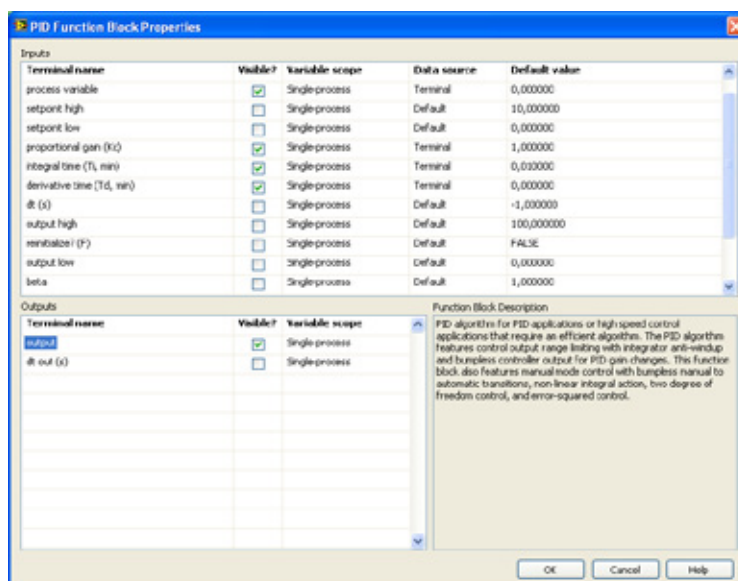 PID Function Block Properties
Inputs
Terminal name Visible? Variable scope Data source Default value
process variable Single-process Terminal 0,000000
setpoint high Single-process Default 10,000000
setpoint low Single-process Default 0,000000
proportional gain (Kc) Single-process Terminal 1,000000
integral time (Ti, min) Single-process Terminal 0,010000
derivative time (Td, min) Single-process Terminal 0,000000
dt (s) Single-process Default -1,000000
output high Single-process Default 100,000000
reinitialize? (F) Single-process Default FALSE
output low Single-process Default 0,000000
beta Single-process Default 1,000000
Outputs
Terminal name Visible? Variable scope
output Single-process
dt out (s) Single-process
Function Block Description
PID algorithm for PID applications or high speed control
applications that require an efficient algorithm. The PID algorithm
features control output range limiting with integrator anti-windup
and bumpless controller output for PID gain changes. This function
block also features manual mode control with bumpless manual to
automatic transitions, non-linear integral action, two degree of
freedom control, and error-squared control.
OK Cancel Help